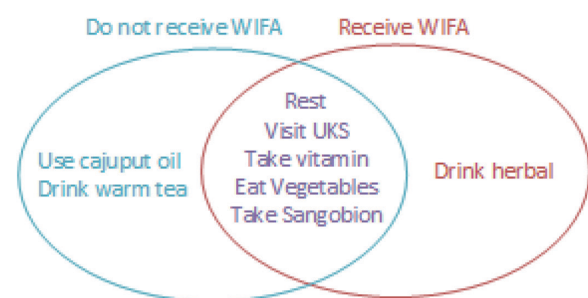 Do not receive WIFA
Receive WIFA
Rest
Visit UKS
Take vitamin
Eat Vegetables
Take Sangobion
Use cajuput oil
Drink warm tea
Drink herbal